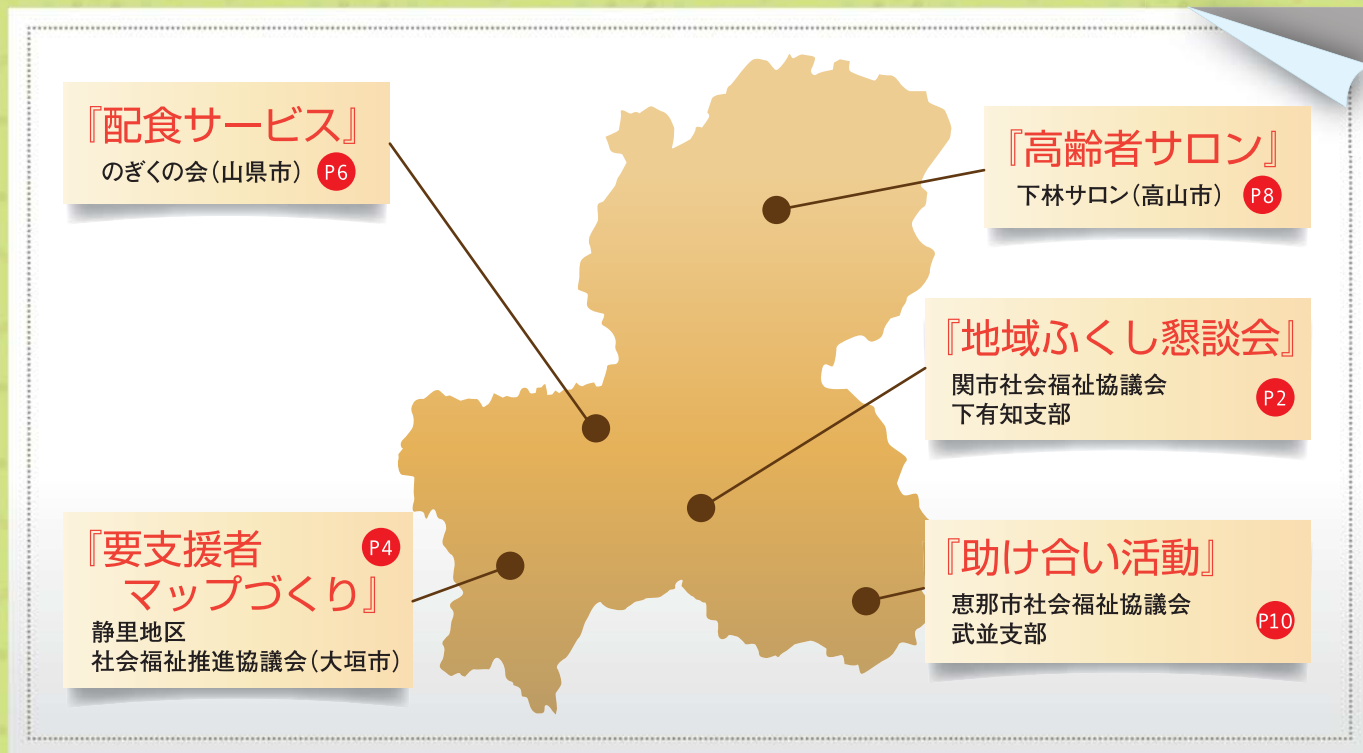 『配食サービス』
のぎくの会（山県市） P6
『高齢者サロン』
下林サロン（高山市） P8
『地域ふくし懇談会』
関市社会福祉協議会
下有知支部
P2
『要支援者
マップづくり』
P4
静里地区
社会福祉推進協議会（大垣市）
『助け合い活動』
恵那市社会福祉協議会
武並支部
P10